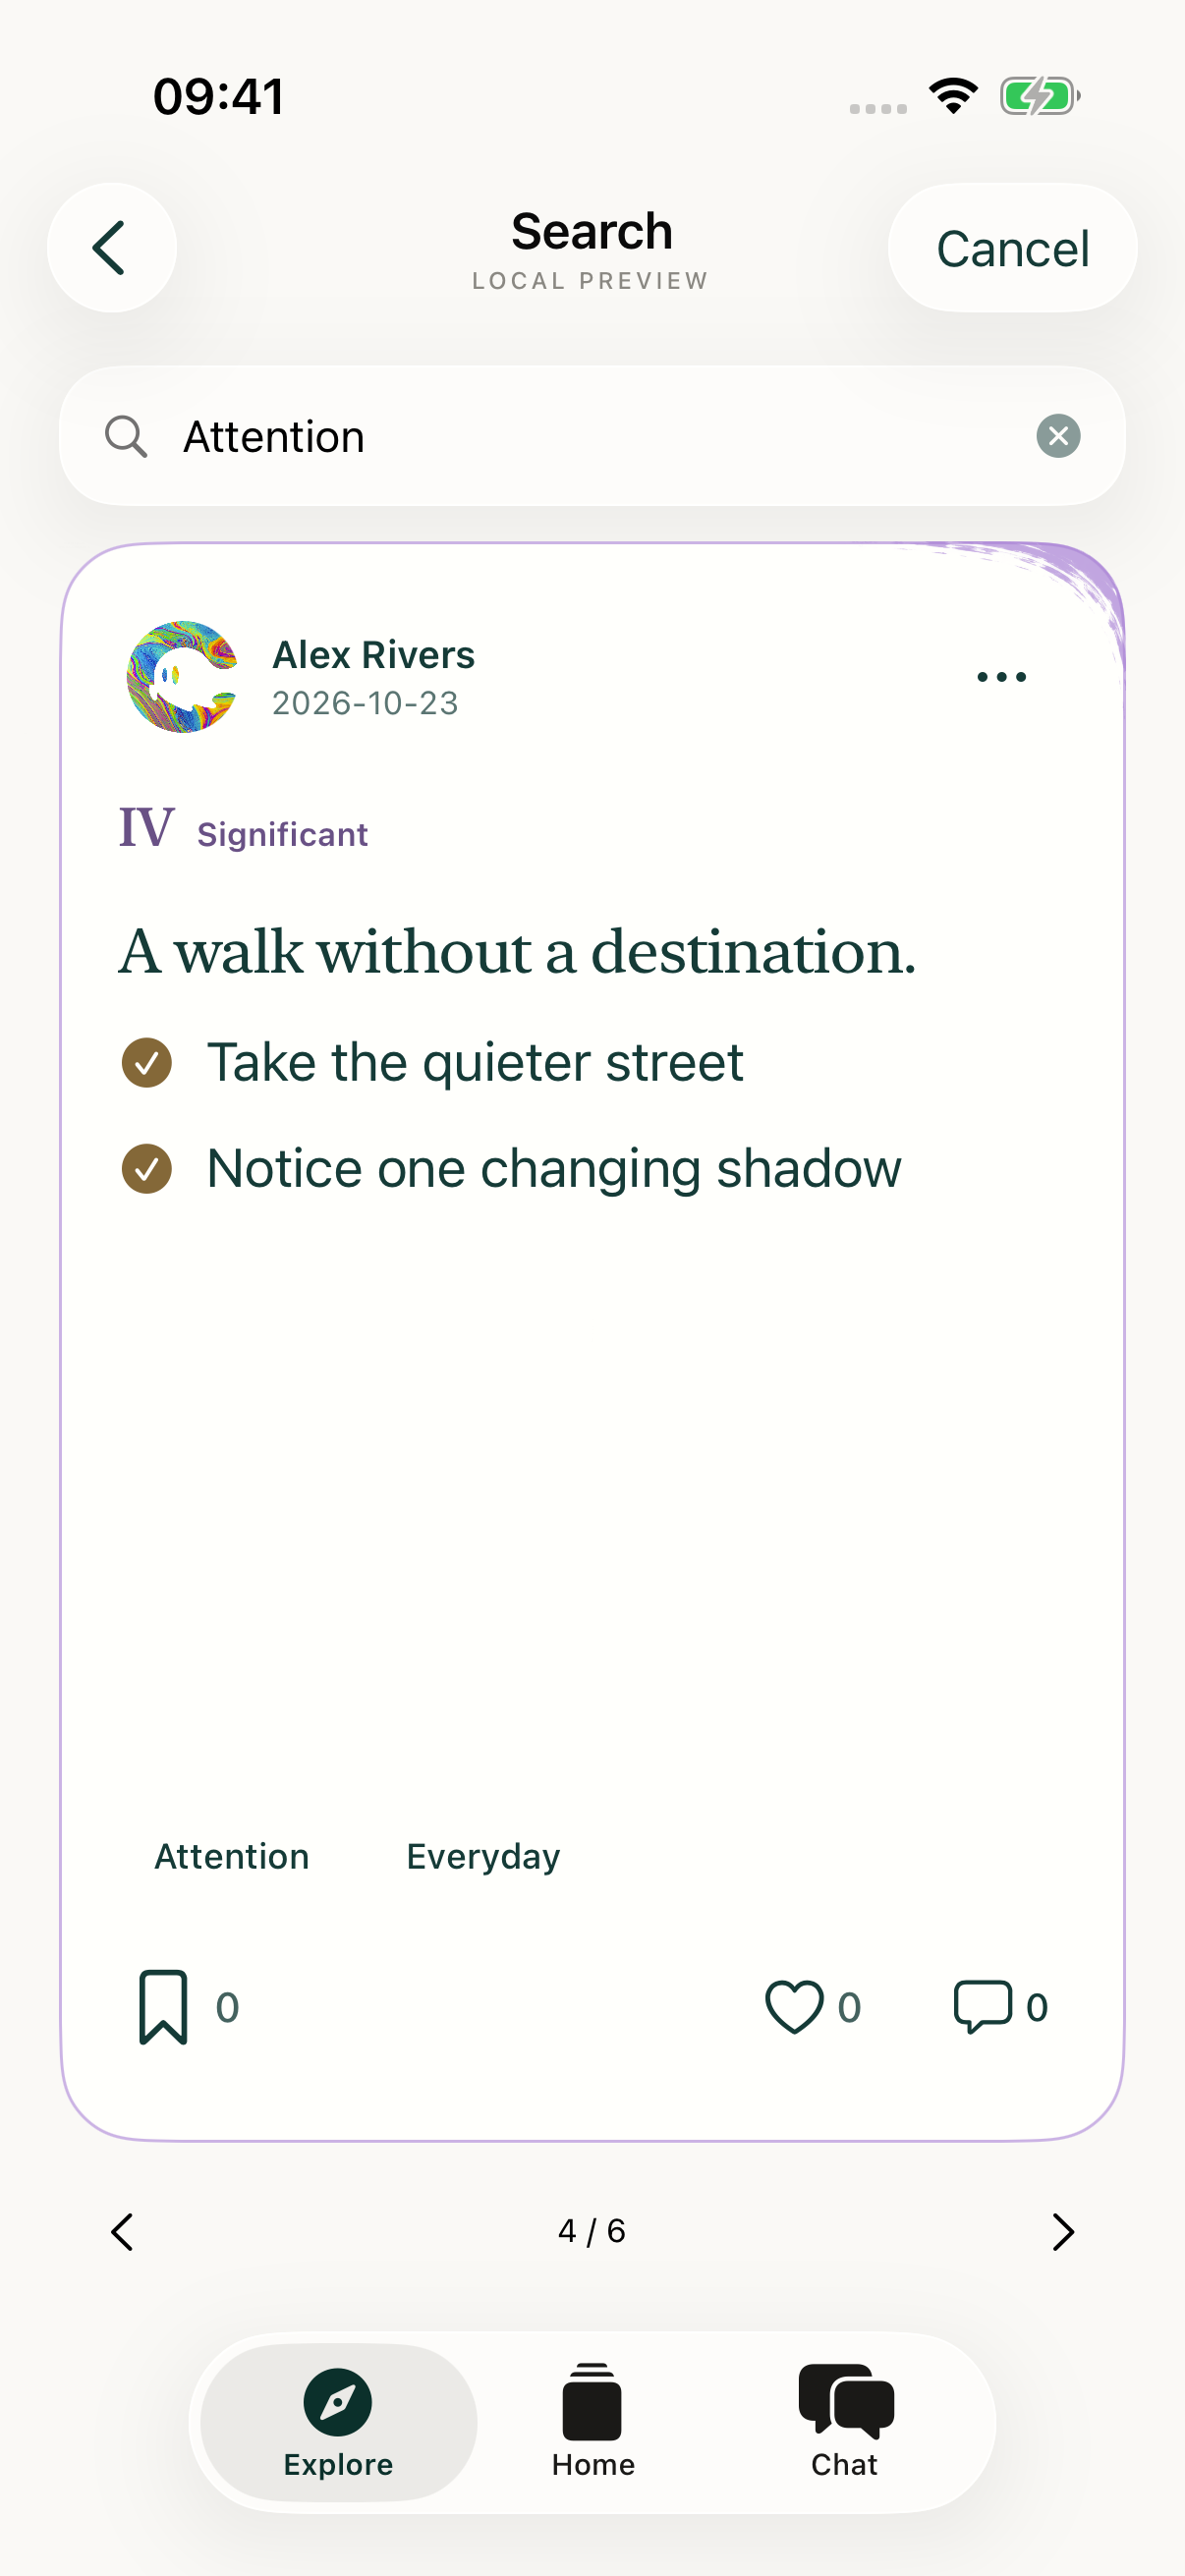 09:41
Search
LOCAL PREVIEW
Cancel
Attention
Alex Rivers
2026-10-23
IV Significant
A walk without a destination.
Take the quieter street
Notice one changing shadow
Attention Everyday
0 0 0
4 / 6
Explore Home Chat